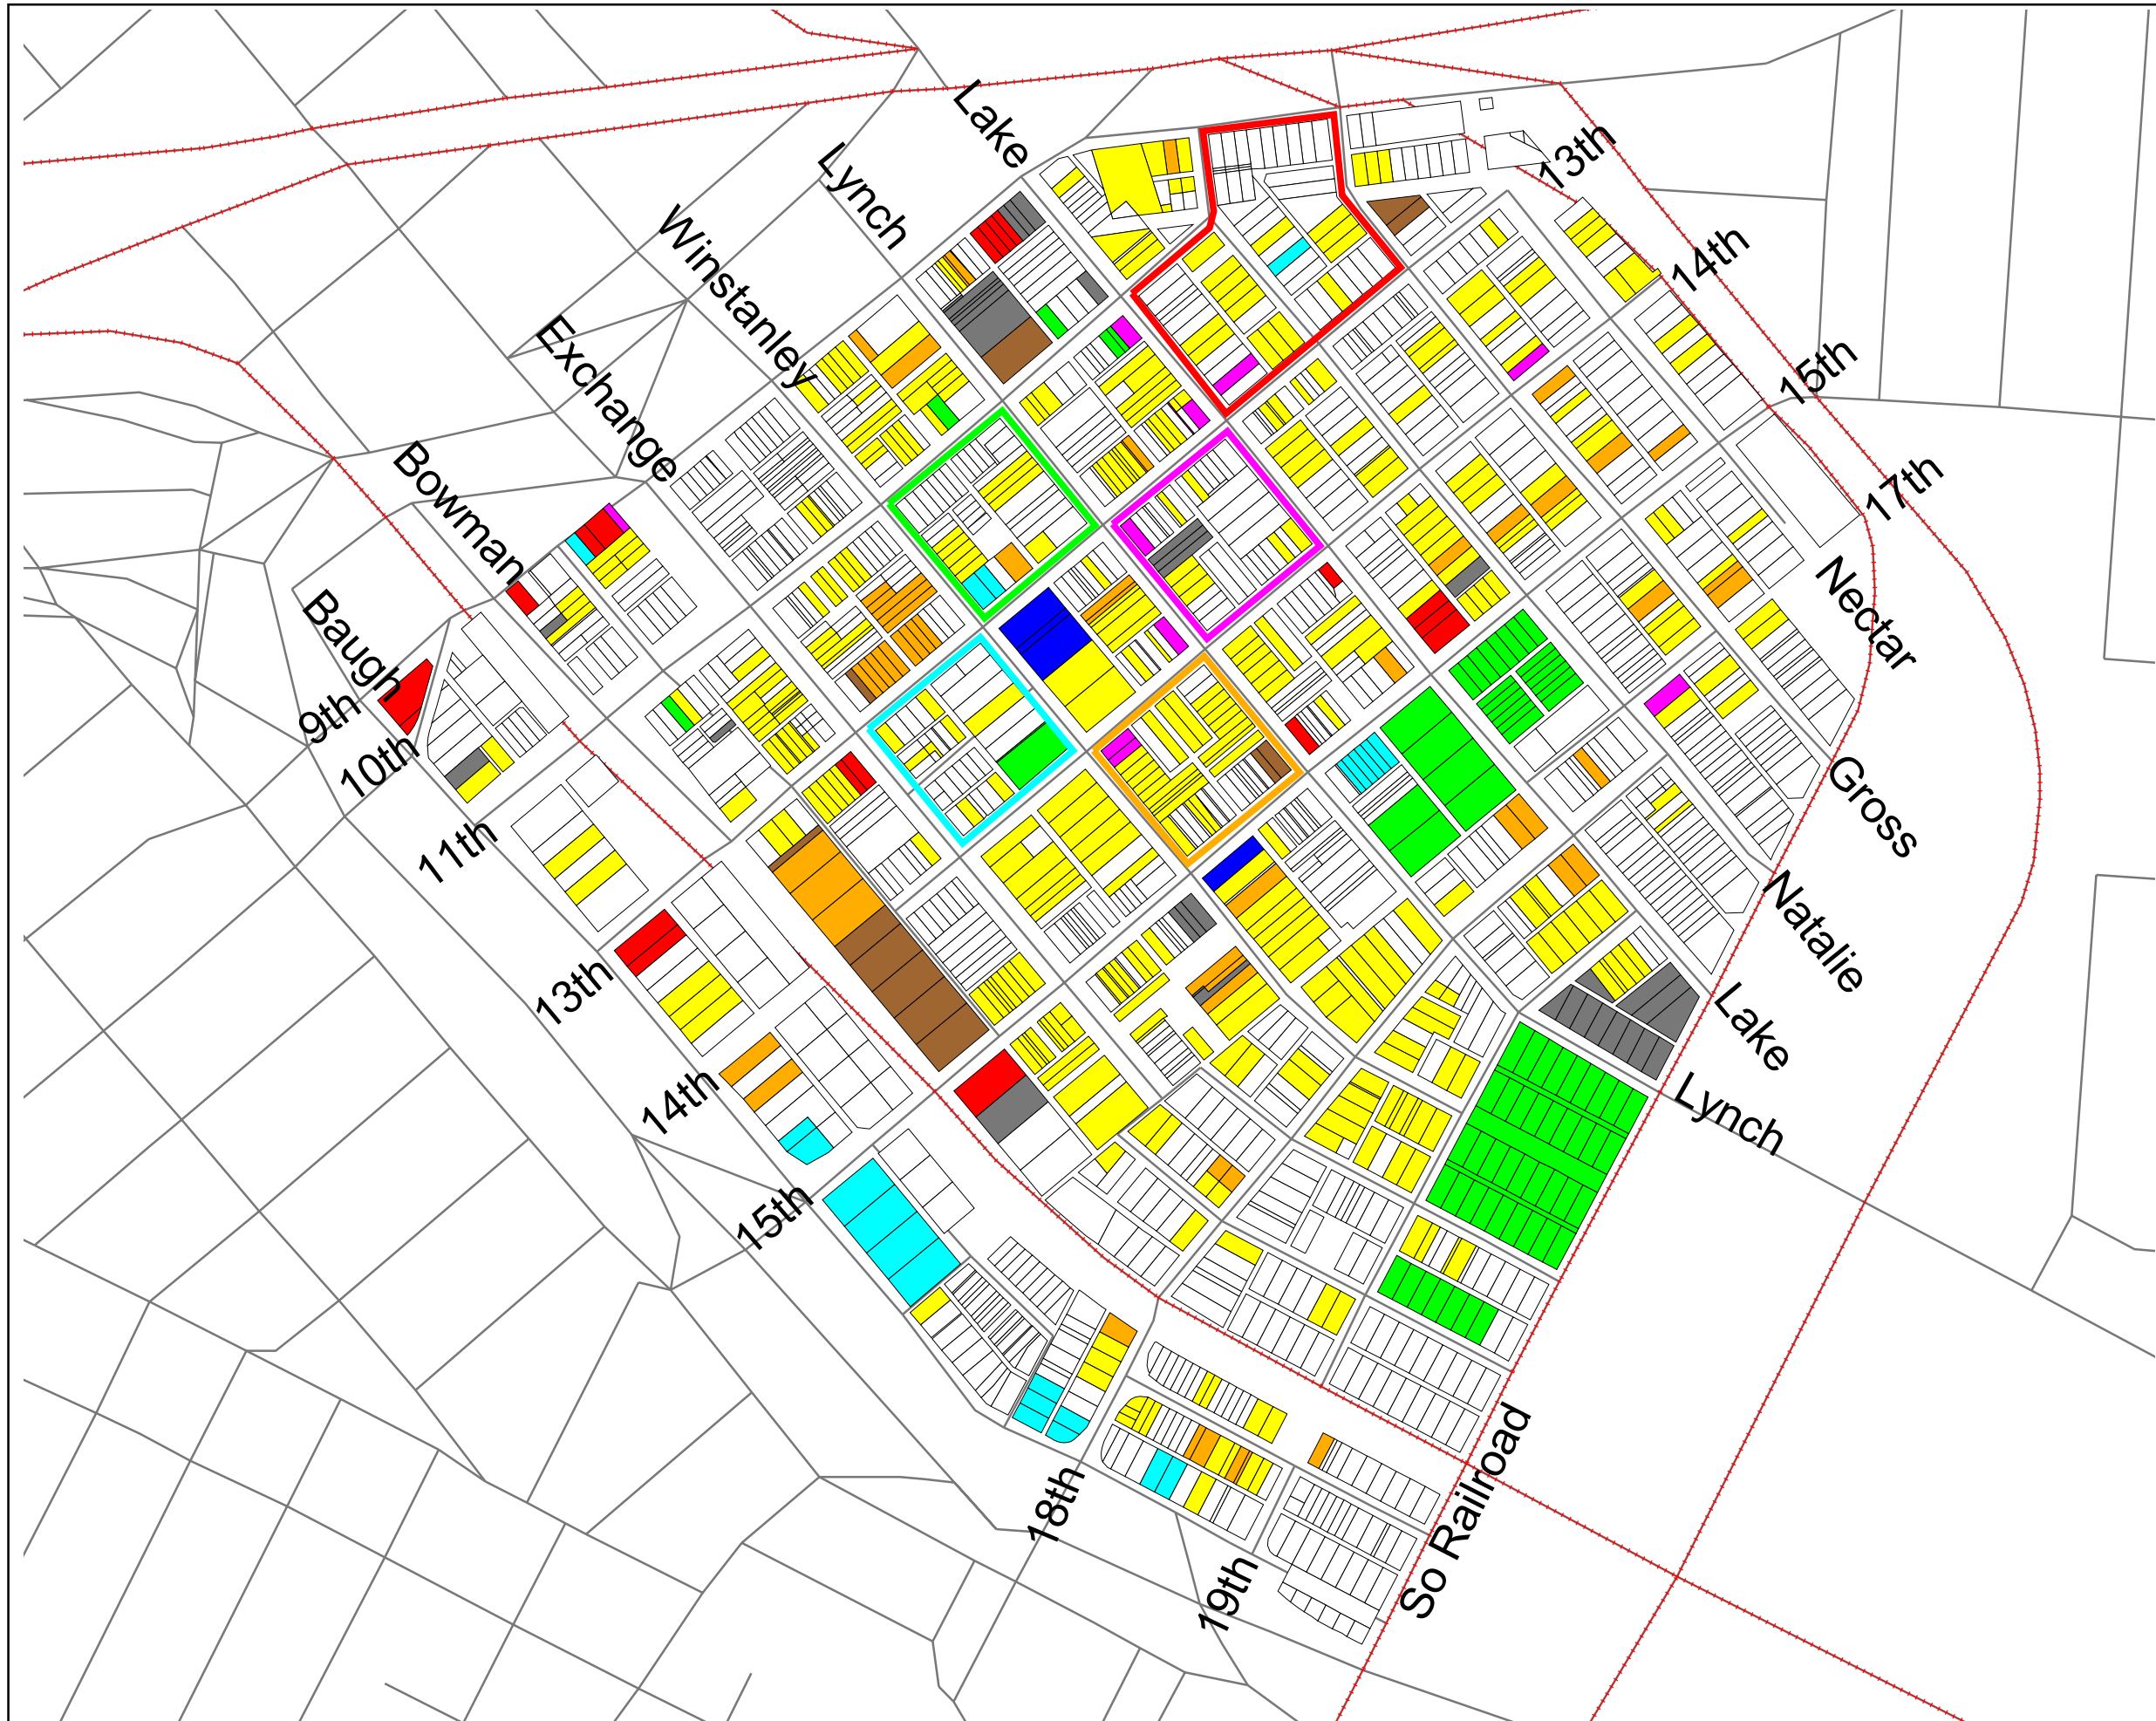 Lake
Lynch
Winstanley
Exchange
Bowman
Baugh
9th
10th
11th
13th
14th
15th
18th
19th
So Railroad
13th
14th
15th
17th
Nectar
Gross
Natalie
Lake
Lynch